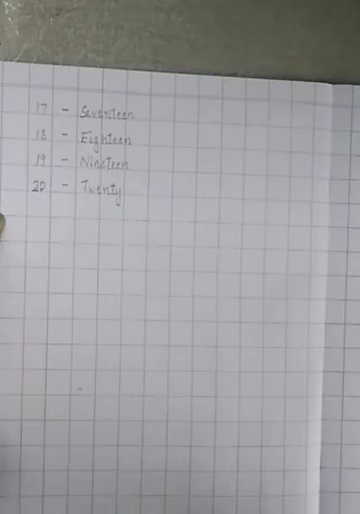 17 - Seventeen
18 - Eighteen
19 - Nineteen
20 - Twenty